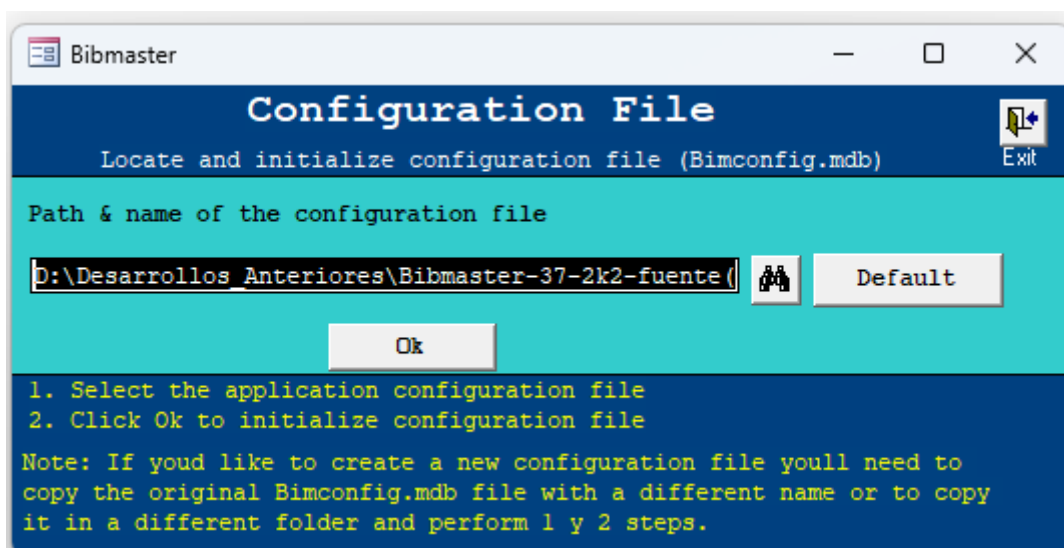 Bibmaster
Configuration File
Locate and initialize configuration file (Bimconfig.mdb)
Exit
Path & name of the configuration file
D:\Desarrollos_Anteriores\Bibmaster-37-2k2-fuente(
Default
Ok
1. Select the application configuration file
2. Click Ok to initialize configuration file
Note: If youd like to create a new configuration file youll need to
copy the original Bimconfig.mdb file with a different name or to copy
it in a different folder and perform 1 y 2 steps.